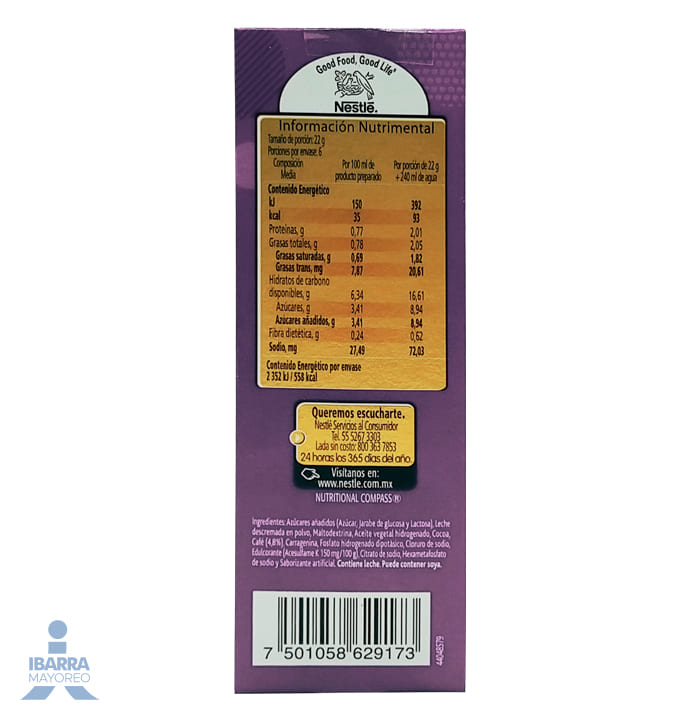 Good Food, Good Life®
Nestlé.
Información Nutrimental
Tamaño de porción: 22 g
Porciones por envase: 6
Composición Media
Por 100 ml de producto preparado
Por porción de 22 g + 240 ml de agua
Contenido Energético
kJ 150 392
kcal 35 93
Proteínas, g 0,77 2,01
Grasas totales, g 0,78 2,05
Grasas saturadas, g 0,69 1,82
Grasas trans, mg 7,87 20,61
Hidratos de carbono
disponibles, g 6,34 16,61
Azúcares, g 3,41 8,94
Azúcares añadidos, g 3,41 8,94
Fibra dietética, g 0,24 0,62
Sodio, mg 27,49 72,03
Contenido Energético por envase
2 352 kJ / 558 kcal
Queremos escucharte.
Nestlé Servicios al Consumidor
Tel. 55 5267 3303
Lada sin costo: 800 363 7853
24 horas los 365 días del año.
Visítanos en:
www.nestle.com.mx
NUTRITIONAL COMPASS®
Ingredientes: Azúcares añadidos (Azúcar, Jarabe de glucosa y Lactosa), Leche
descremada en polvo, Maltodextrina, Aceite vegetal hidrogenado, Cocoa,
Café (4,8%), Carragenina, Fosfato hidrogenado dipotásico, Cloruro de sodio,
Edulcorante (Acesulfame K 150 mg/100 g), Citrato de sodio, Hexametafosfato
de sodio y Saborizante artificial. Contiene leche. Puede contener soya.
7 501058 629173
44048579
IBARRA
MAYOREO